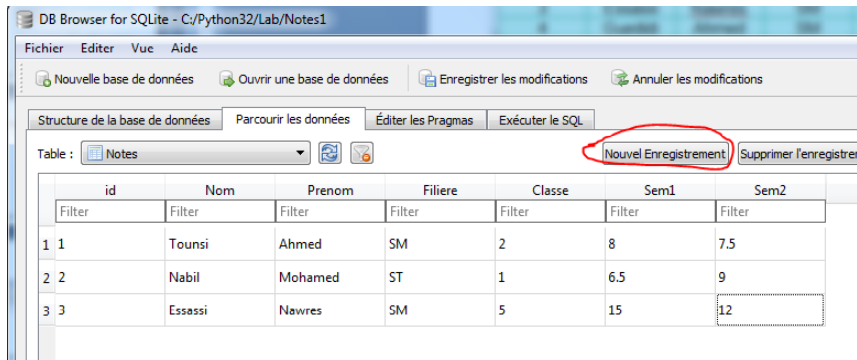 DB Browser for SQLite - C:/Python32/Lab/Notes1
Fichier Editer Vue Aide
Nouvelle base de données Ouvrir une base de données Enregistrer les modifications Annuler les modifications
Structure de la base de données Parcourir les données Éditer les Pragmas Exécuter le SQL
Table : Notes Nouvel Enregistrement Supprimer l'enregistrem
id Nom Prenom Filiere Classe Sem1 Sem2
Filter Filter Filter Filter Filter Filter Filter
1 1 Tounsi Ahmed SM 2 8 7.5
2 2 Nabil Mohamed ST 1 6.5 9
3 3 Essassi Nawres SM 5 15 12